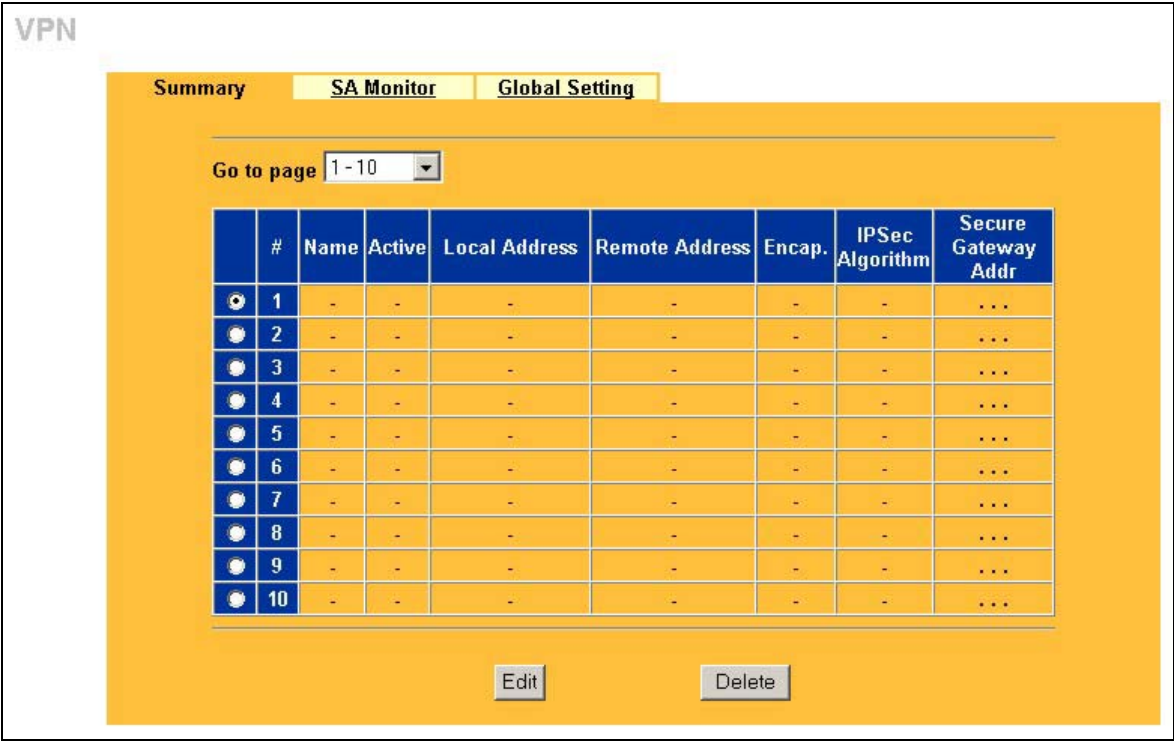 VPN
Summary SA Monitor Global Setting
Go to page 1 - 10
# Name Active Local Address Remote Address Encap. IPSec Algorithm Secure Gateway Addr
1 - - - - - - . . .
2 - - - - - - . . .
3 - - - - - - . . .
4 - - - - - - . . .
5 - - - - - - . . .
6 - - - - - - . . .
7 - - - - - - . . .
8 - - - - - - . . .
9 - - - - - - . . .
10 - - - - - - . . .
Edit Delete